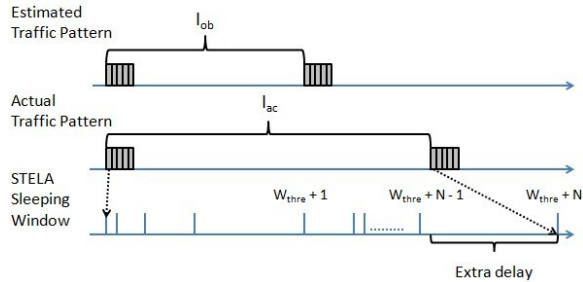 Estimated
Traffic Pattern
I_ob
Actual
Traffic Pattern
I_ac
STELA
Sleeping
Window
W_thre + 1
W_thre + N - 1
W_thre + N
Extra delay